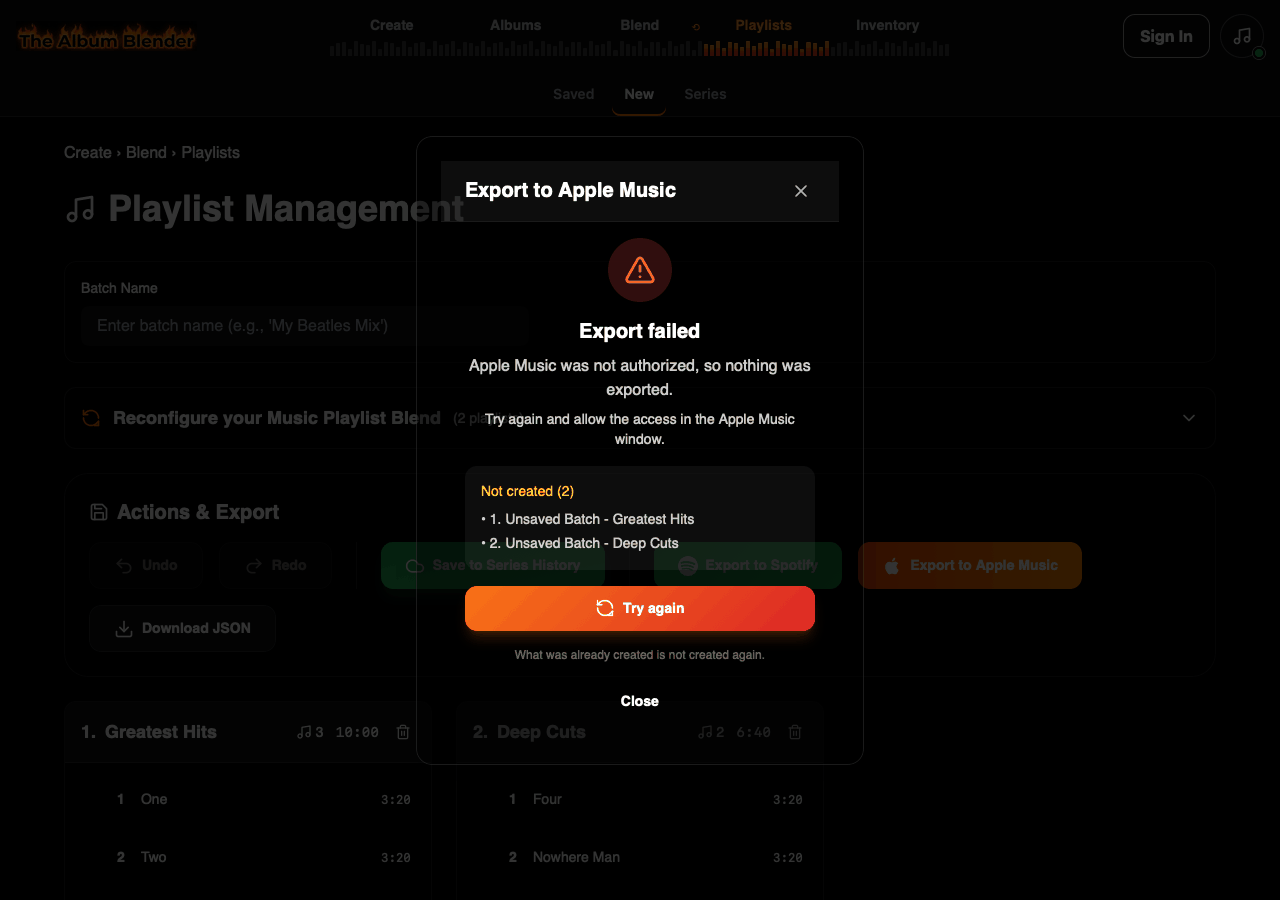 The Album Blender
Create
Albums
Blend
Playlists
Inventory
Sign In
Saved
New
Series
Create › Blend › Playlists
Playlist Management
Export to Apple Music
Batch Name
Enter batch name (e.g., 'My Beatles Mix')
Export failed
Apple Music was not authorized, so nothing was
exported.
Try again and allow the access in the Apple Music
window.
Reconfigure your Music Playlist Blend
Not created (2)
• 1. Unsaved Batch - Greatest Hits
• 2. Unsaved Batch - Deep Cuts
Actions & Export
Undo
Redo
Save to Series History
Export to Spotify
Export to Apple Music
Download JSON
Try again
What was already created is not created again.
Close
1. Greatest Hits
3 10:00
1 One 3:20
2 Two 3:20
2. Deep Cuts
2 6:40
1 Four 3:20
2 Nowhere Man 3:20